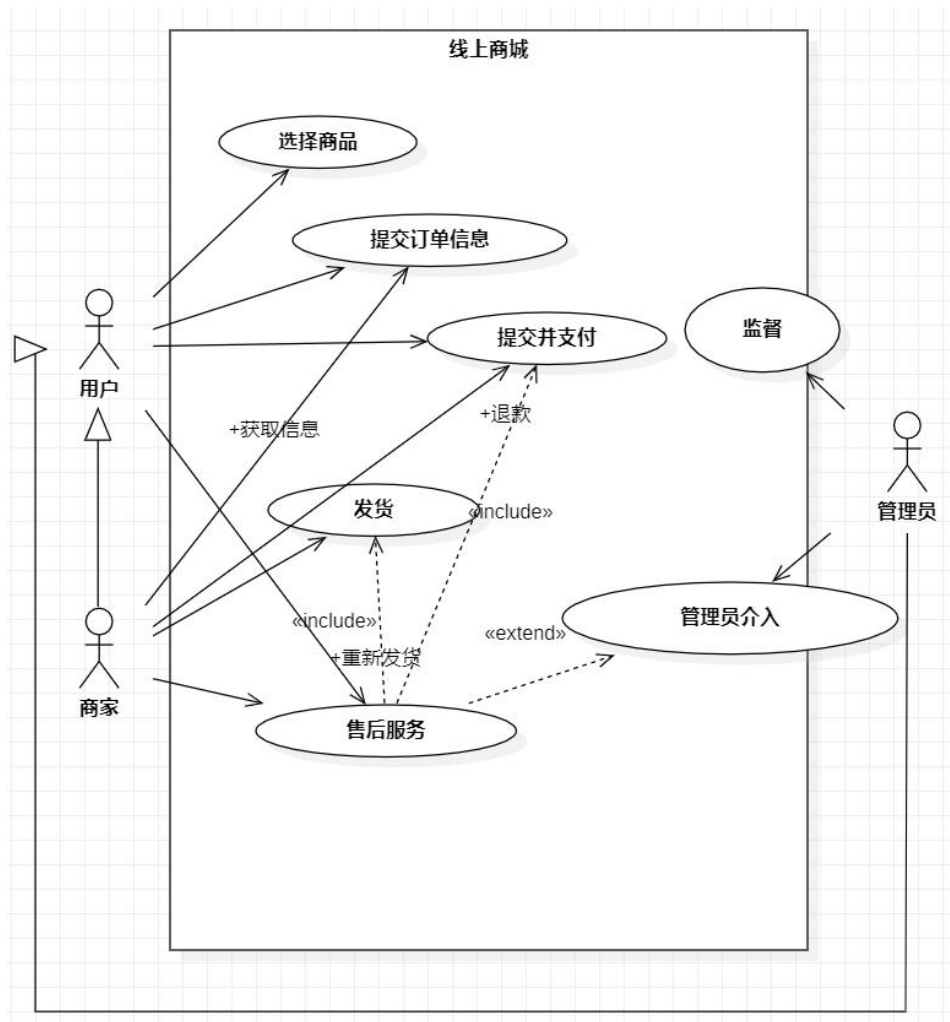 线上商城
选择商品
提交订单信息
提交并支付
监督
用户
+退款
+获取信息
发货
«include»
管理员
«include»
管理员介入
«extend»
+重新发货
商家
售后服务